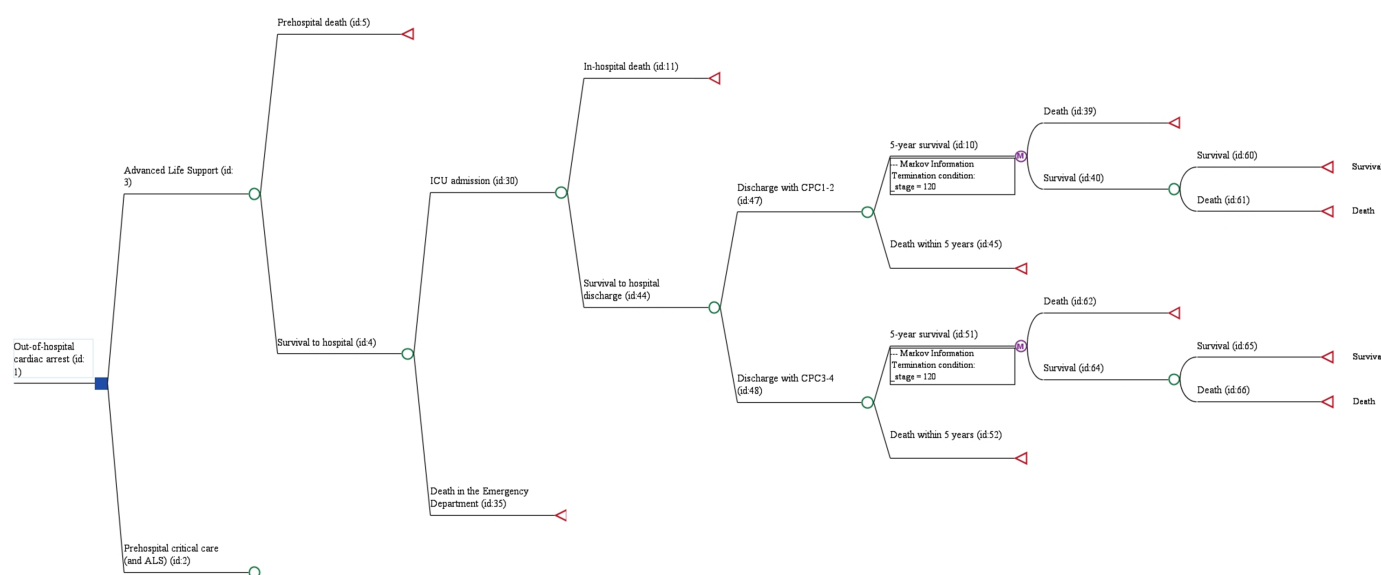 Prehospital death (id:5)
In-hospital death (id:11)
Death (id:39)
5-year survival (id:10)
M
--- Markov Information
Termination condition:
_stage = 120
Survival (id:60)
Surviva
Advanced Life Support (id:
3)
ICU admission (id:30)
Discharge with CPC1-2
(id:47)
Survival (id:40)
Death (id:61)
Death
Death within 5 years (id:45)
Survival to hospital
discharge (id:44)
Death (id:62)
Out-of-hospital
cardiac arrest (id:
1)
Survival to hospital (id:4)
5-year survival (id:51)
M
--- Markov Information
Termination condition:
_stage = 120
Survival (id:65)
Surviva
Discharge with CPC3-4
(id:48)
Survival (id:64)
Death (id:66)
Death
Death within 5 years (id:52)
Death in the Emergency
Department (id:35)
Prehospital critical care
(and ALS) (id:2)